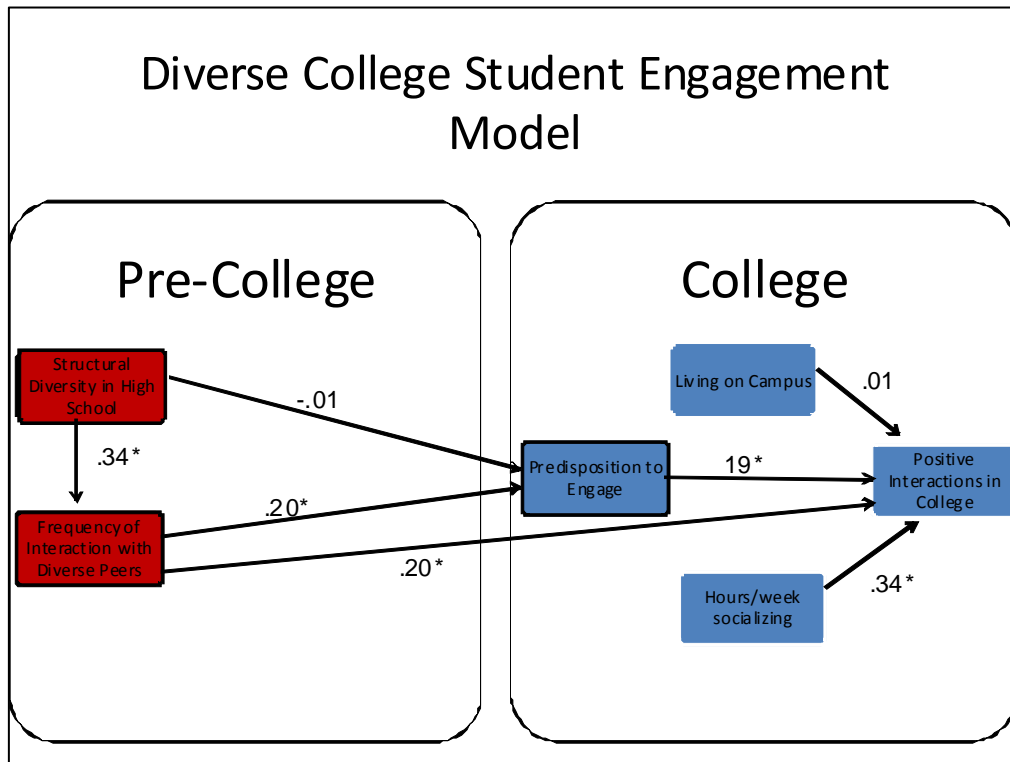 Diverse College Student Engagement
Model
Pre-College
College
Structural
Diversity in High
School
Living on Campus
.01
-.01
.34*
Predisposition to
Engage
19*
Positive
Interactions in
College
Frequency of
Interaction with
Diverse Peers
.20*
.20*
Hours/week
socializing
.34*